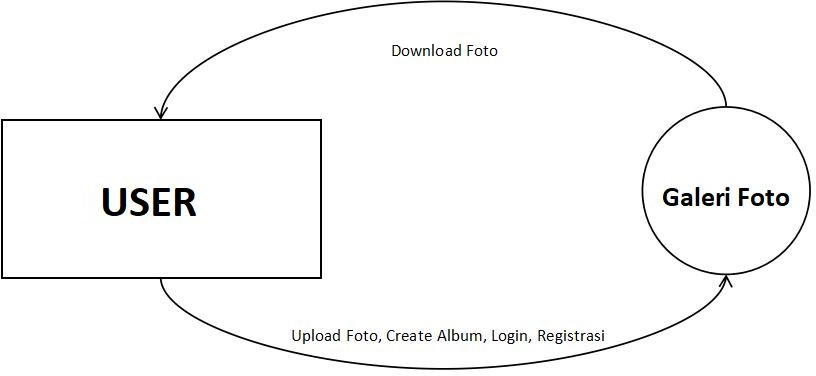 Download Foto
USER
Galeri Foto
Upload Foto, Create Album, Login, Registrasi